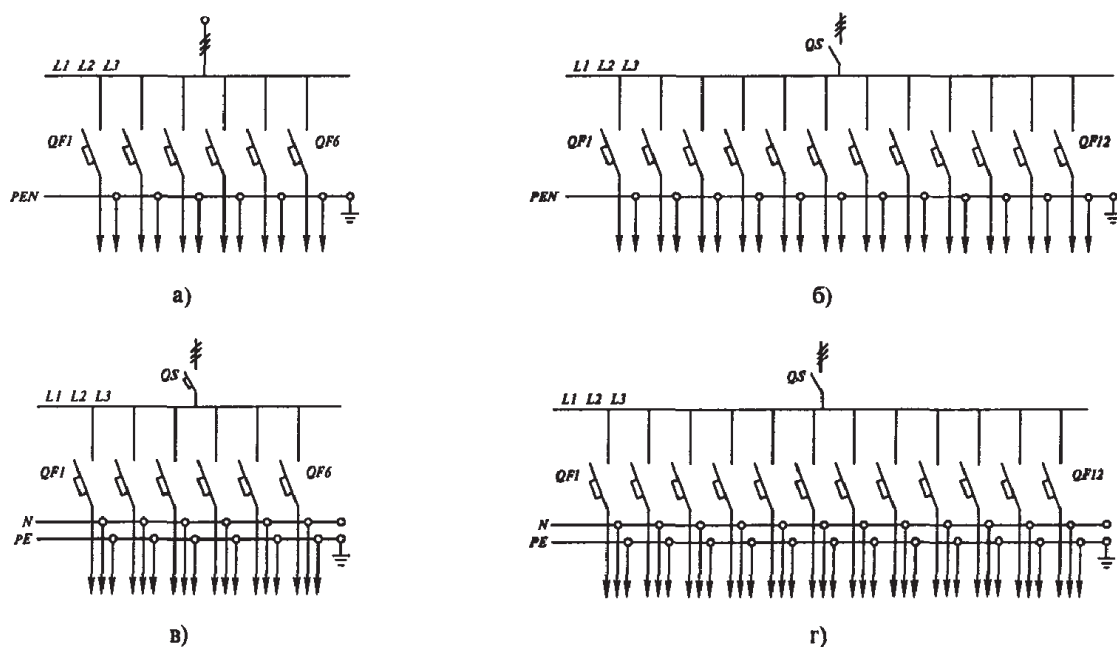 L1 L2 L3
QF1
QF6
PEN
а)
QS
L1 L2 L3
QF1
QF12
PEN
б)
QS
L1 L2 L3
QF1
QF6
N
PE
в)
QS
L1 L2 L3
QF1
QF12
N
PE
г)